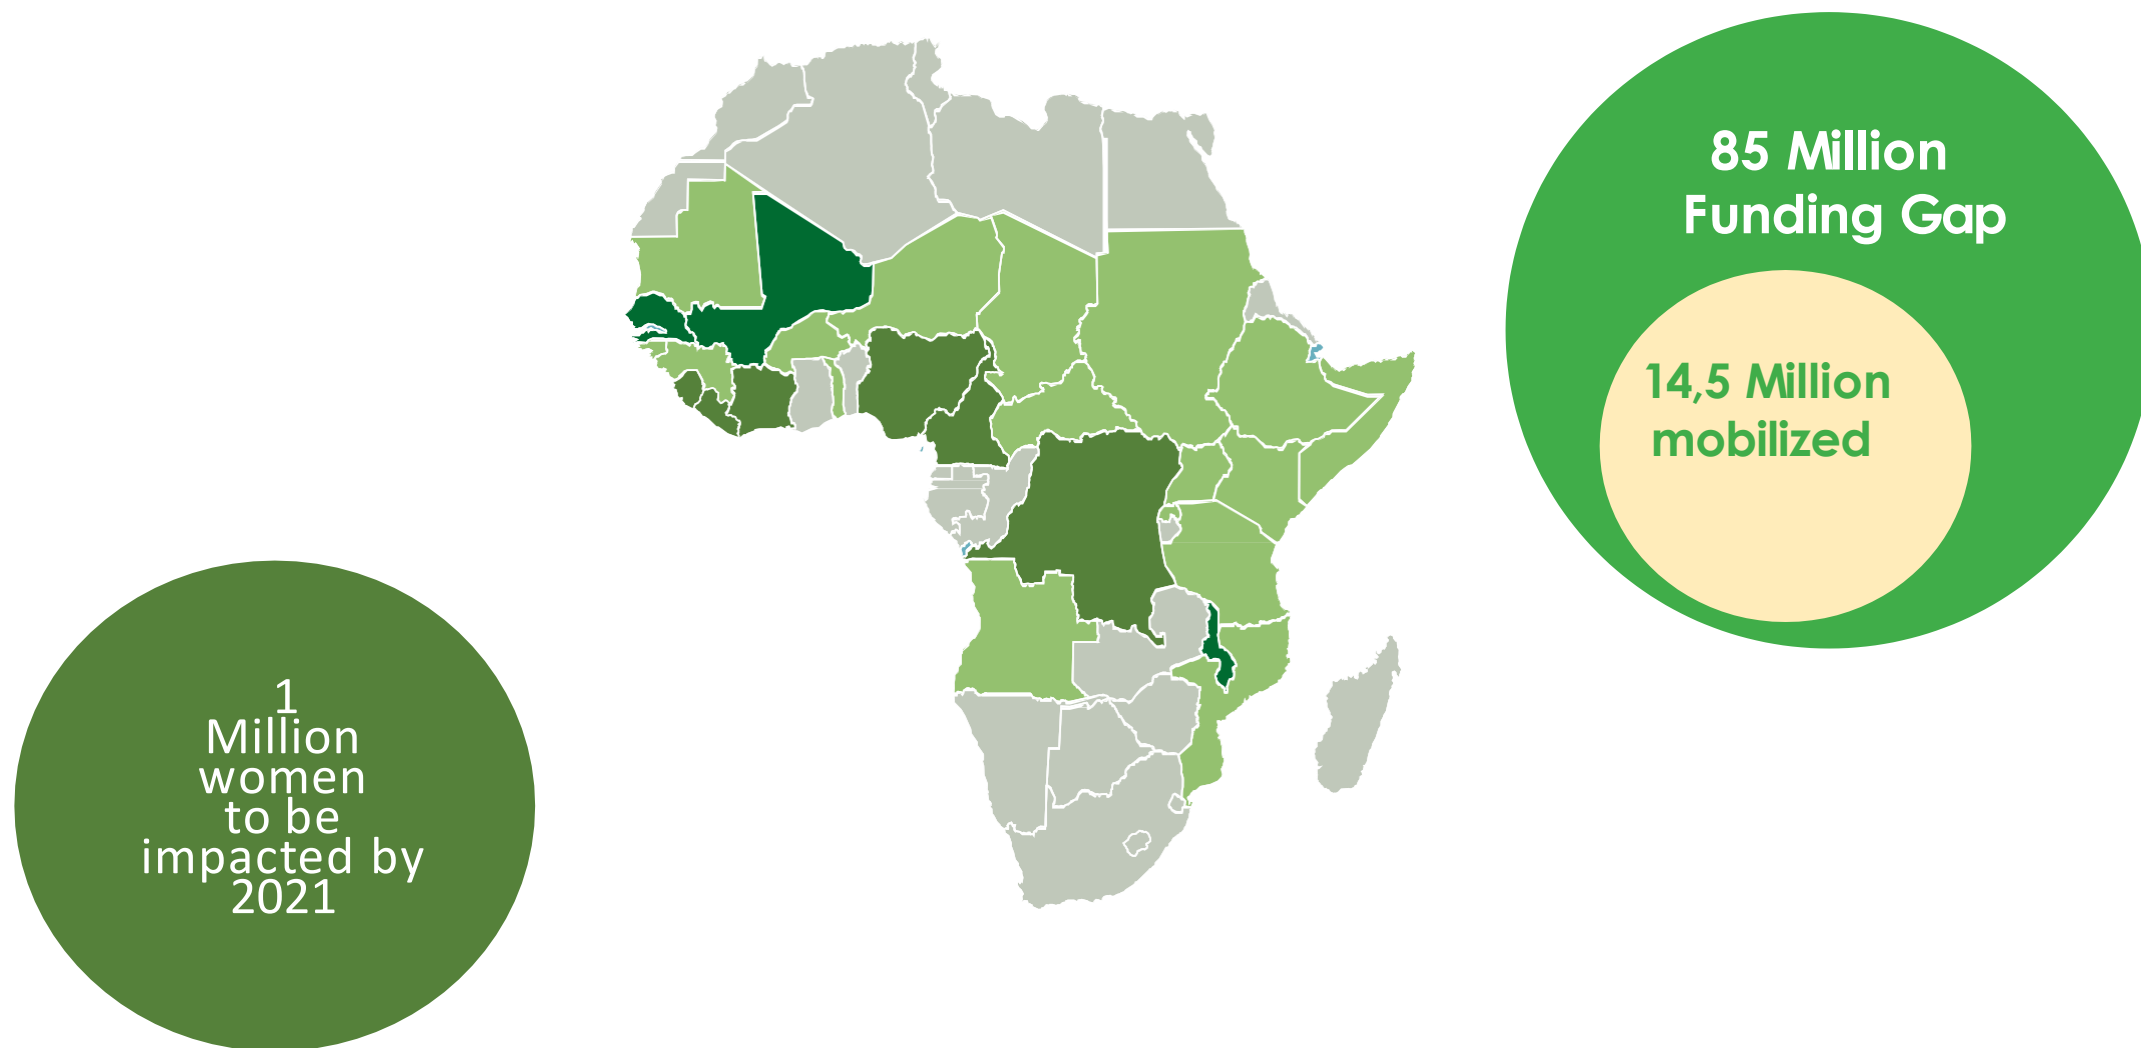 85 Million
Funding Gap
14,5 Million
mobilized
1
Million
women
to be
impacted by
2021